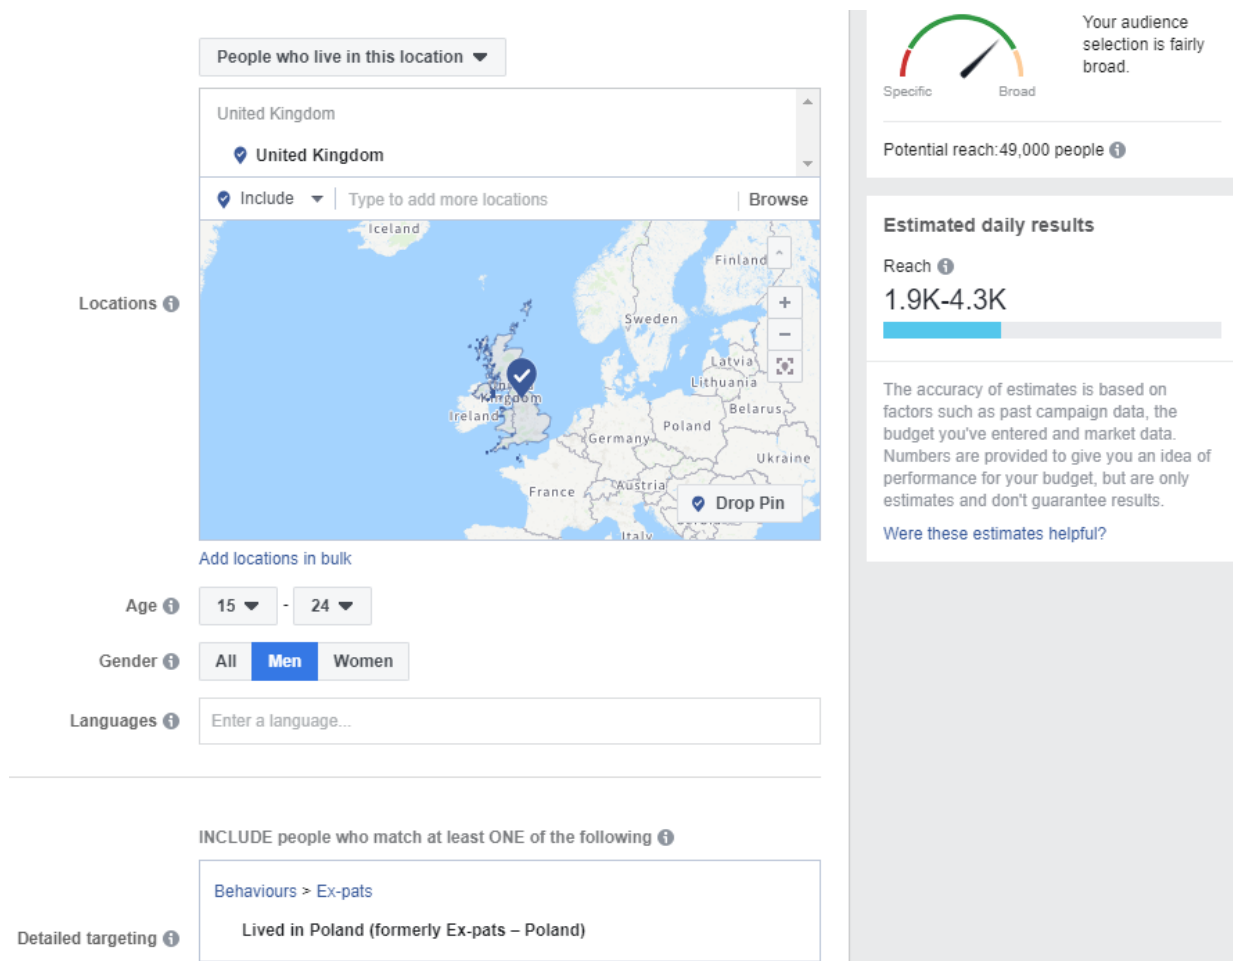 People who live in this location
United Kingdom
United Kingdom
Include Type to add more locations Browse
Iceland
Finland
Sweden
Latvia
Lithuania
Kingdom
Ireland
Belarus
Poland
Germany
Ukraine
France
Austria
Italy
Drop Pin
Locations
Add locations in bulk
Age 15 - 24
Gender All Men Women
Languages Enter a language...
INCLUDE people who match at least ONE of the following
Behaviours > Ex-pats
Lived in Poland (formerly Ex-pats – Poland)
Detailed targeting
Your audience
selection is fairly
broad.
Specific Broad
Potential reach:49,000 people
Estimated daily results
Reach
1.9K-4.3K
The accuracy of estimates is based on
factors such as past campaign data, the
budget you've entered and market data.
Numbers are provided to give you an idea of
performance for your budget, but are only
estimates and don't guarantee results.
Were these estimates helpful?